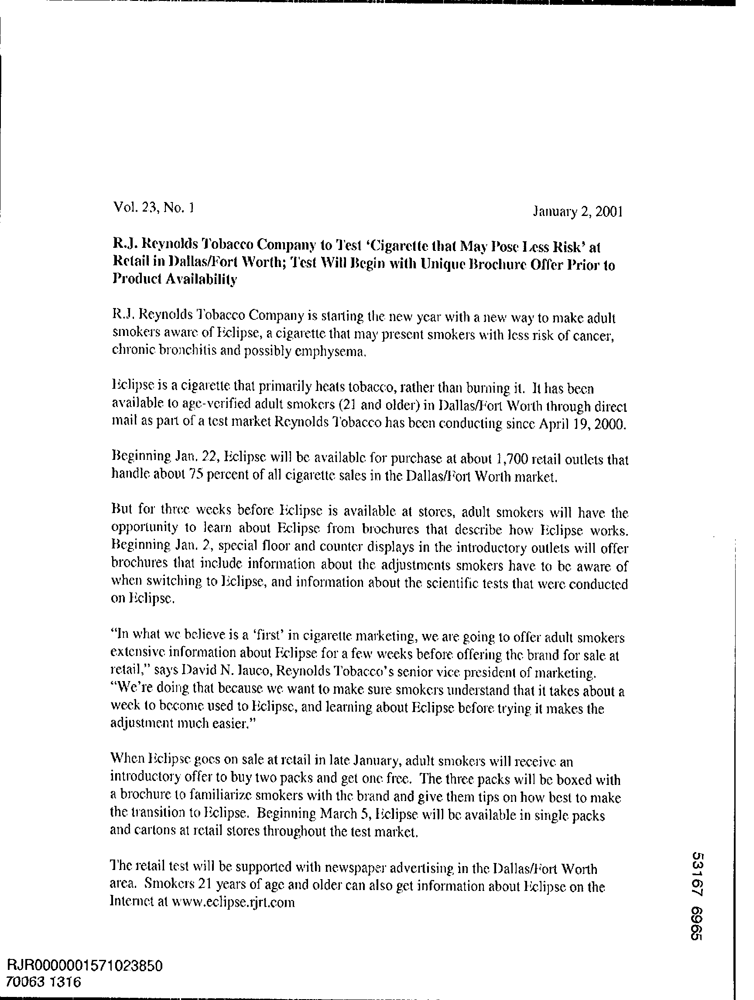 Vol. 23, No. 1
January 2, 2001
R.J. Reynolds Tobacco Company to Test ‘Cigarette that May Pose Less Risk’ at
Retail in Dallas/Fort Worth; Test Will Begin with Unique Brochure Offer Prior to
Product Availability
R.J. Reynolds Tobacco Company is starting the new year with a new way to make adult
smokers aware of Eclipse, a cigarette that may present smokers with less risk of cancer,
chronic bronchitis and possibly emphysema.
Eclipse is a cigarette that primarily heats tobacco, rather than burning it. It has been
available to age-verified adult smokers (21 and older) in Dallas/Fort Worth through direct
mail as part of a test market Reynolds Tobacco has been conducting since April 19, 2000.
Beginning Jan. 22, Eclipse will be available for purchase at about 1,700 retail outlets that
handle about 75 percent of all cigarette sales in the Dallas/Fort Worth market.
But for three weeks before Eclipse is available at stores, adult smokers will have the
opportunity to learn about Eclipse from brochures that describe how Eclipse works.
Beginning Jan. 2, special floor and counter displays in the introductory outlets will offer
brochures that include information about the adjustments smokers have to be aware of
when switching to Eclipse, and information about the scientific tests that were conducted
on Eclipse.
“In what we believe is a ‘first’ in cigarette marketing, we are going to offer adult smokers
extensive information about Eclipse for a few weeks before offering the brand for sale at
retail,” says David N. Iauco, Reynolds Tobacco’s senior vice president of marketing.
“We’re doing that because we want to make sure smokers understand that it takes about a
week to become used to Eclipse, and learning about Eclipse before trying it makes the
adjustment much easier.”
When Eclipse goes on sale at retail in late January, adult smokers will receive an
introductory offer to buy two packs and get one free. The three packs will be boxed with
a brochure to familiarize smokers with the brand and give them tips on how best to make
the transition to Eclipse. Beginning March 5, Eclipse will be available in single packs
and cartons at retail stores throughout the test market.
The retail test will be supported with newspaper advertising in the Dallas/Fort Worth
area. Smokers 21 years of age and older can also get information about Eclipse on the
Internet at www.eclipse.rjrt.com
53167 6965
RJR0000001571023850
70063 1316